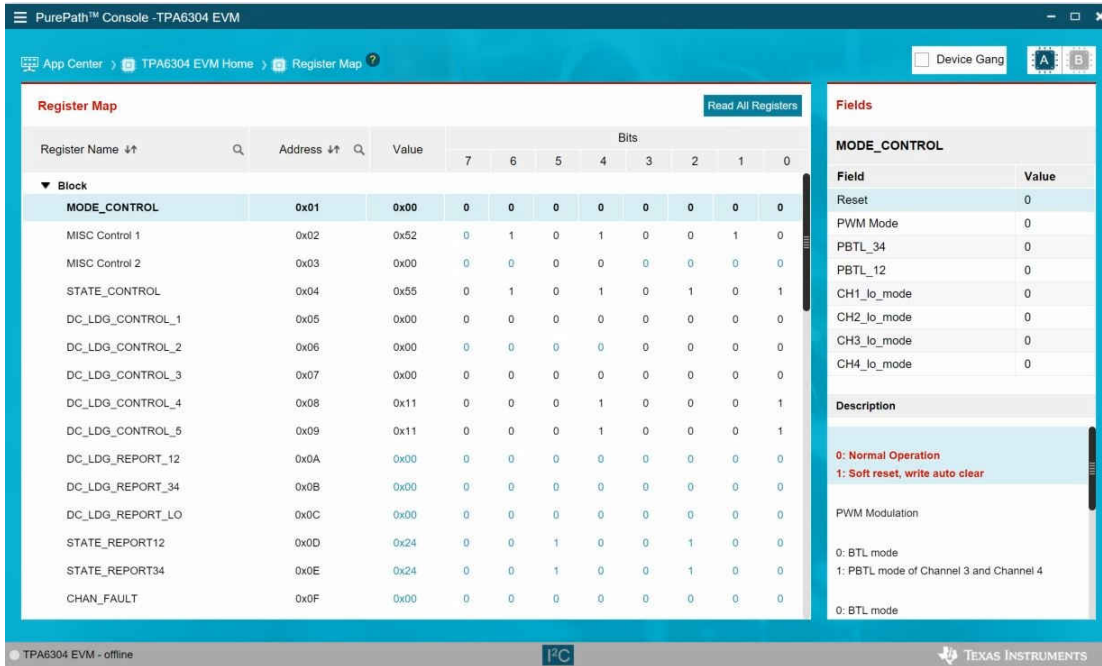 PurePath™ Console -TPA6304 EVM
App Center > TPA6304 EVM Home > Register Map ?
Device Gang
A B
Register Map
Read All Registers
Register Name Address Value Bits
7 6 5 4 3 2 1 0
Block
MODE_CONTROL 0x01 0x00 0 0 0 0 0 0 0 0
MISC Control 1 0x02 0x52 0 1 0 1 0 0 1 0
MISC Control 2 0x03 0x00 0 0 0 0 0 0 0 0
STATE_CONTROL 0x04 0x55 0 1 0 1 0 1 0 1
DC_LDG_CONTROL_1 0x05 0x00 0 0 0 0 0 0 0 0
DC_LDG_CONTROL_2 0x06 0x00 0 0 0 0 0 0 0 0
DC_LDG_CONTROL_3 0x07 0x00 0 0 0 0 0 0 0 0
DC_LDG_CONTROL_4 0x08 0x11 0 0 0 1 0 0 0 1
DC_LDG_CONTROL_5 0x09 0x11 0 0 0 1 0 0 0 1
DC_LDG_REPORT_12 0x0A 0x00 0 0 0 0 0 0 0 0
DC_LDG_REPORT_34 0x0B 0x00 0 0 0 0 0 0 0 0
DC_LDG_REPORT_LO 0x0C 0x00 0 0 0 0 0 0 0 0
STATE_REPORT12 0x0D 0x24 0 0 1 0 0 1 0 0
STATE_REPORT34 0x0E 0x24 0 0 1 0 0 1 0 0
CHAN_FAULT 0x0F 0x00 0 0 0 0 0 0 0 0
Fields
MODE_CONTROL
Field Value
Reset 0
PWM Mode 0
PBTL_34 0
PBTL_12 0
CH1_lo_mode 0
CH2_lo_mode 0
CH3_lo_mode 0
CH4_lo_mode 0
Description
0: Normal Operation
1: Soft reset, write auto clear
PWM Modulation
0: BTL mode
1: PBTL mode of Channel 3 and Channel 4
0: BTL mode
TPA6304 EVM - offline
I²C
TEXAS INSTRUMENTS